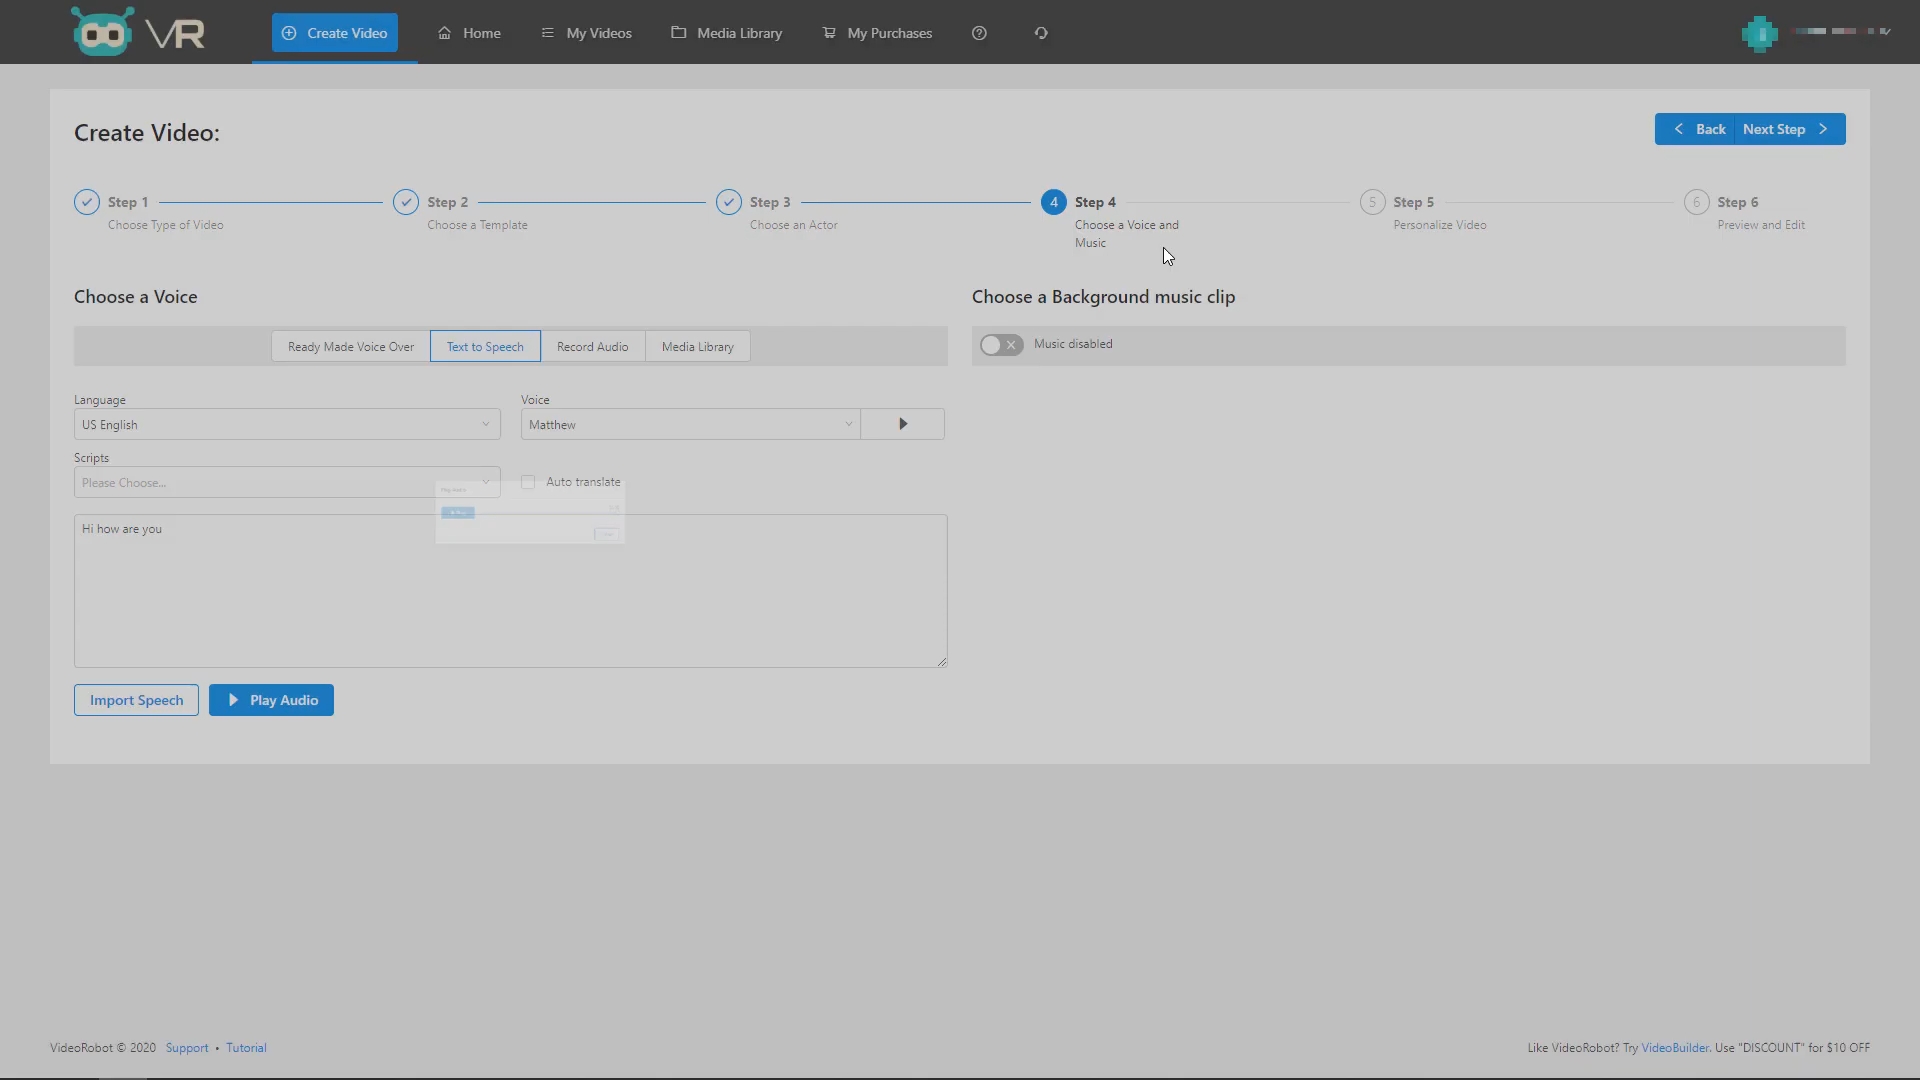 VR
Create Video
Home
My Videos
Media Library
My Purchases
Create Video:
Back
Next Step
Step 1
Choose Type of Video
Step 2
Choose a Template
Step 3
Choose an Actor
4
Step 4
Choose a Voice and
Music
5
Step 5
Personalize Video
6
Step 6
Preview and Edit
Choose a Voice
Choose a Background music clip
Ready Made Voice Over
Text to Speech
Record Audio
Media Library
Music disabled
Language
US English
Voice
Matthew
Scripts
Please Choose...
Auto translate
Hi how are you
Import Speech
Play Audio
VideoRobot © 2020 Support • Tutorial
Like VideoRobot? Try VideoBuilder. Use "DISCOUNT" for $10 OFF